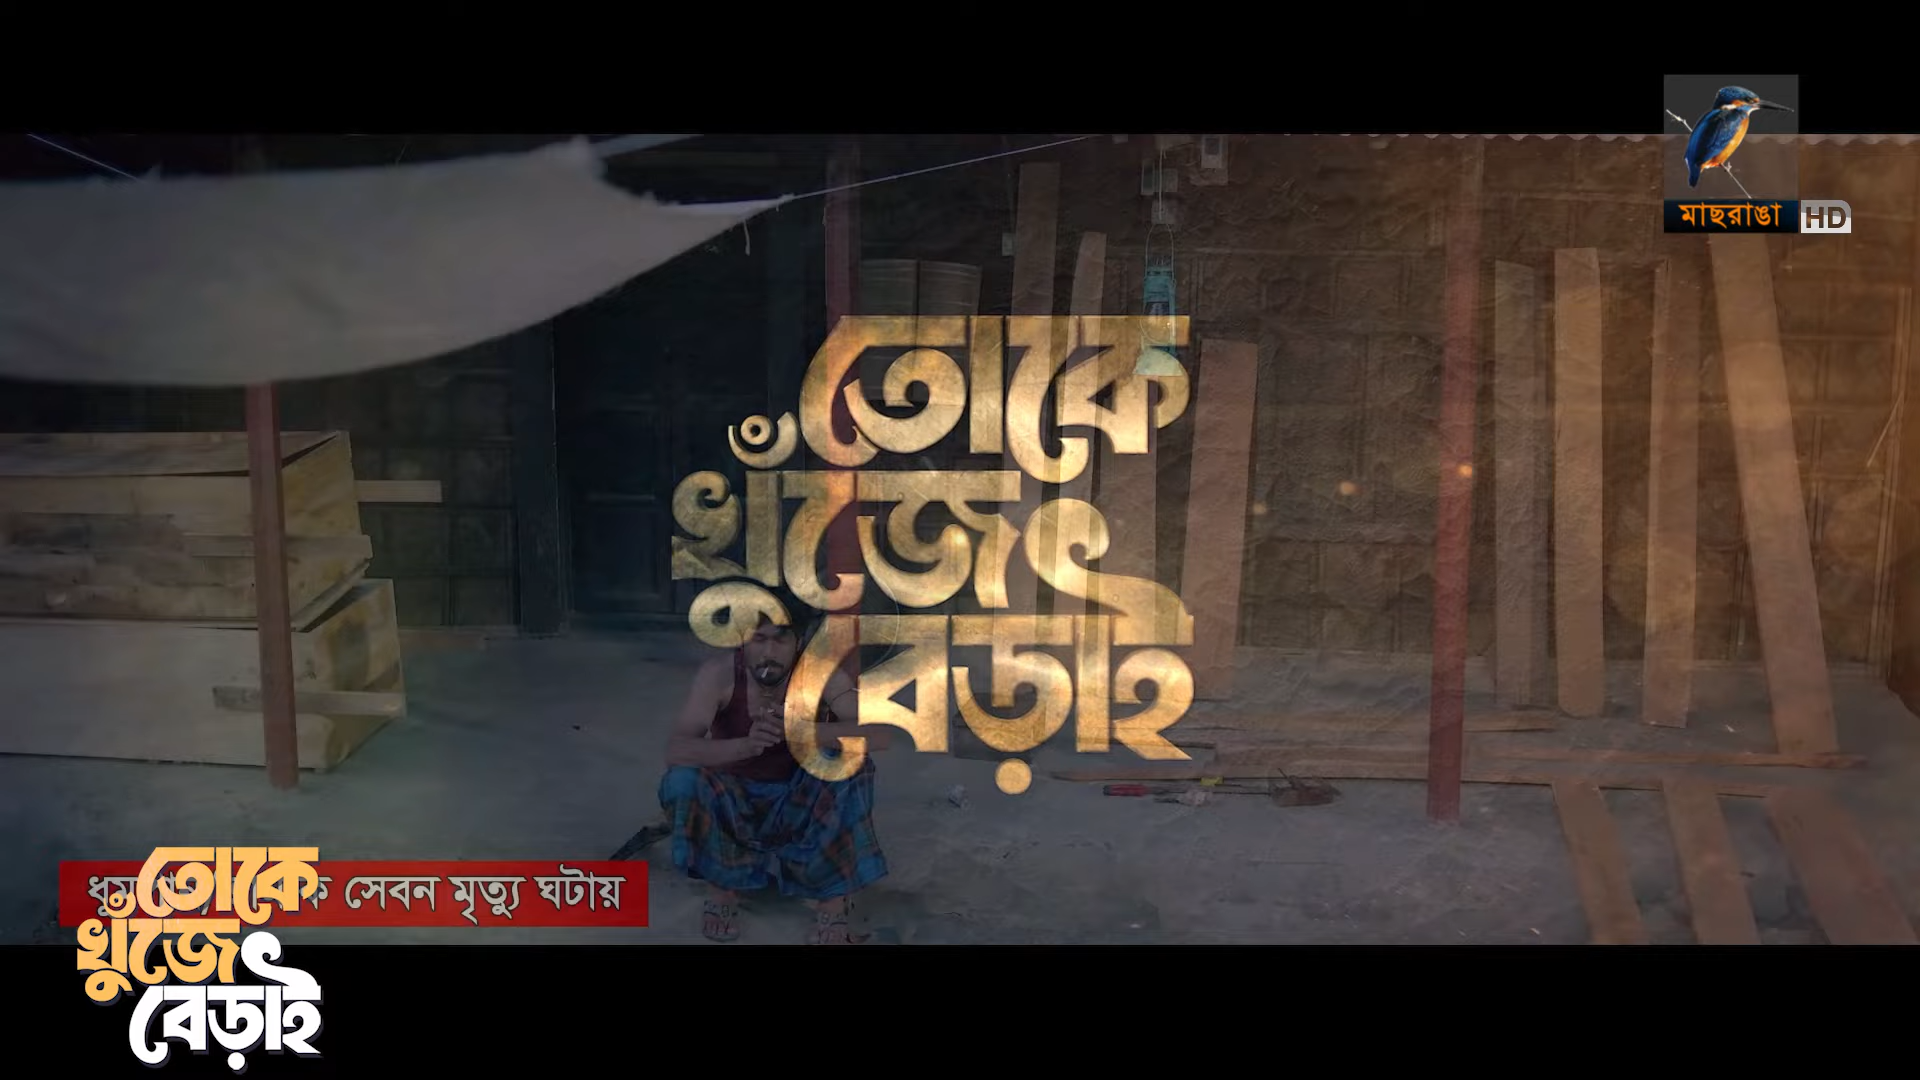 মাছরাঙা HD
তোকে
খুঁজে
বেড়াই
সেবন মৃত্যু ঘটায়
তোকে
খুঁজে
বেড়াই